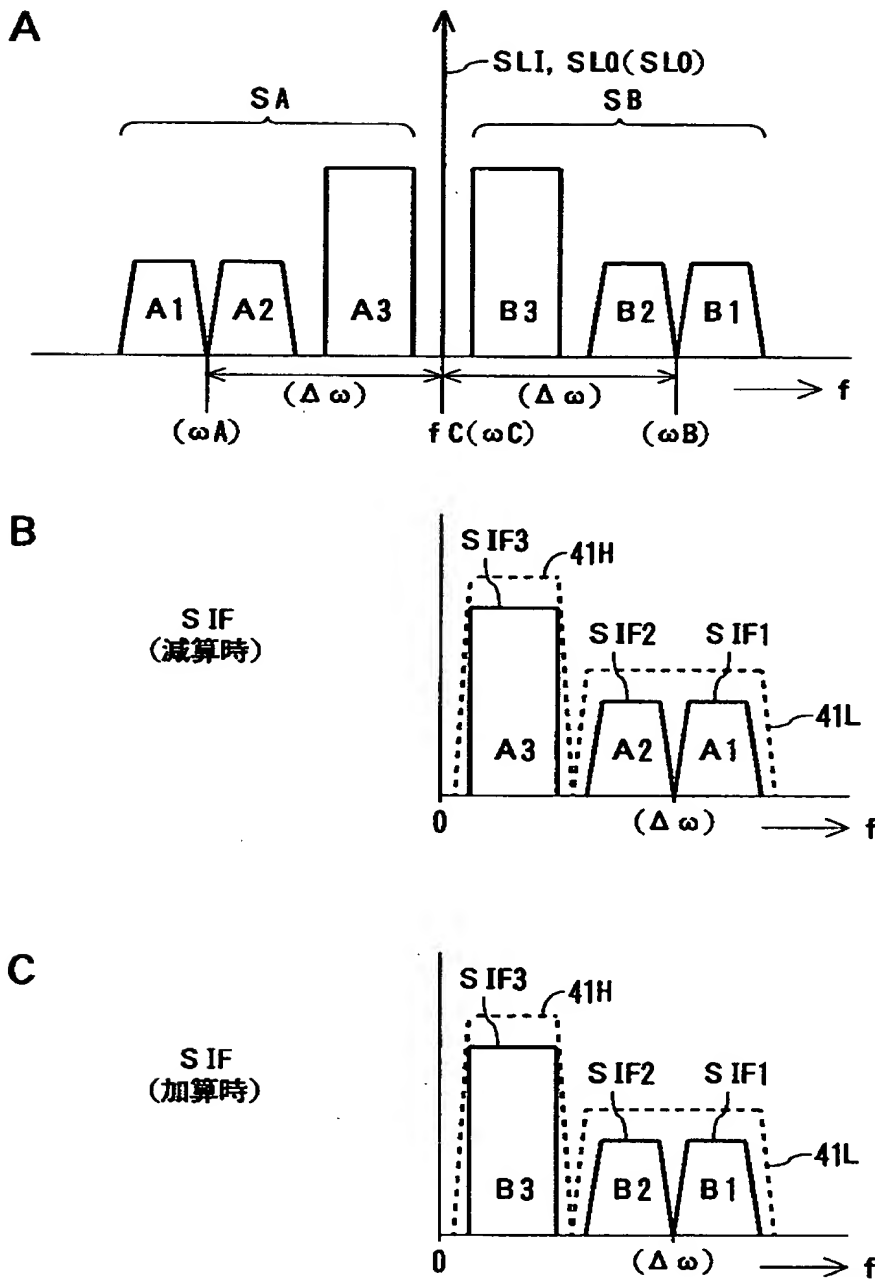 A
SLI, SLQ(SLO)
SA
SB
A1
A2
A3
B3
B2
B1
(Δω)
(Δω)
f
(ωA)
fC(ωC)
(ωB)
B
SIF3
41H
SIF
(減算時)
SIF2
SIF1
41L
A3
A2
A1
0
(Δω)
f
C
SIF3
41H
SIF
(加算時)
SIF2
SIF1
41L
B3
B2
B1
0
(Δω)
f